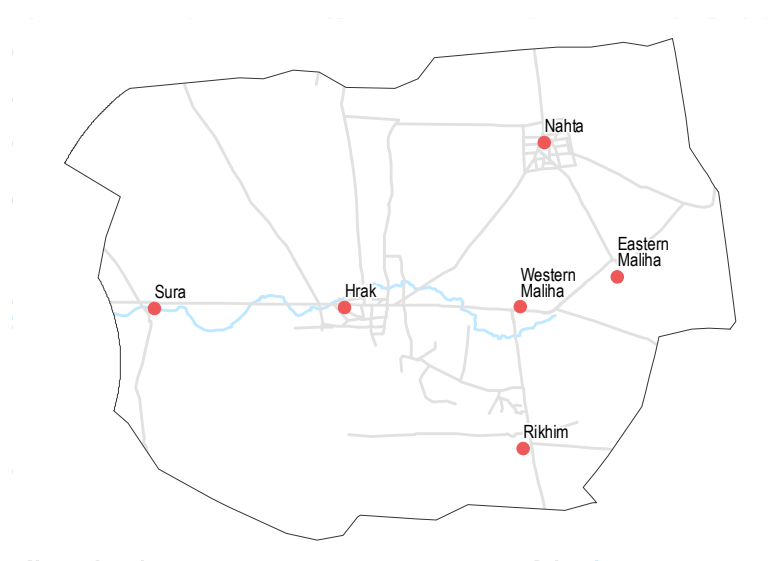 Nahta
Eastern
Maliha
Western
Maliha
Sura
Hrak
Rikhim